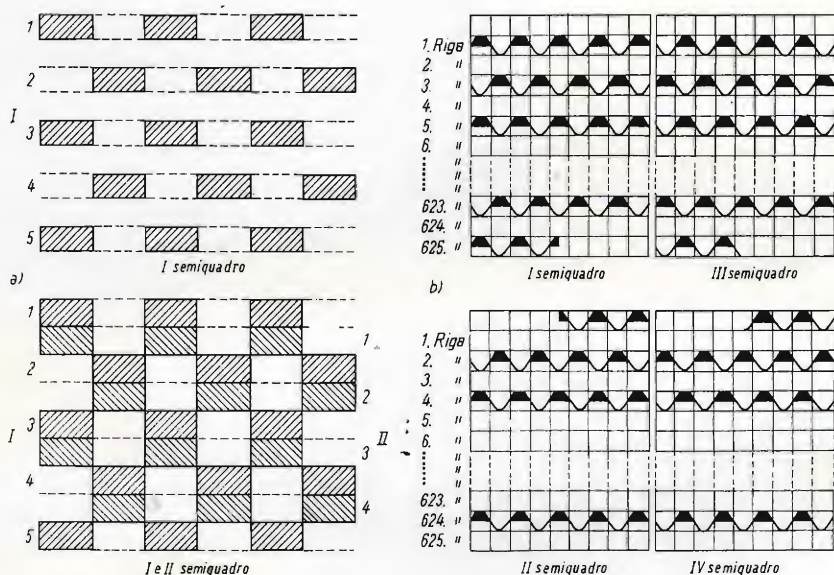 1
2
I
3
4
5
I semiquadro
a)
1
1
2
2
3
I
II
3
4
4
5
I e II semiquadro
1. Riga
2. "
3. "
4. "
5. "
6. "
"
"
"
623. "
624. "
625. "
I semiquadro
III semiquadro
b)
1. Riga
2. "
3. "
4. "
5. "
6. "
"
"
"
623. "
624. "
625. "
II semiquadro
IV semiquadro